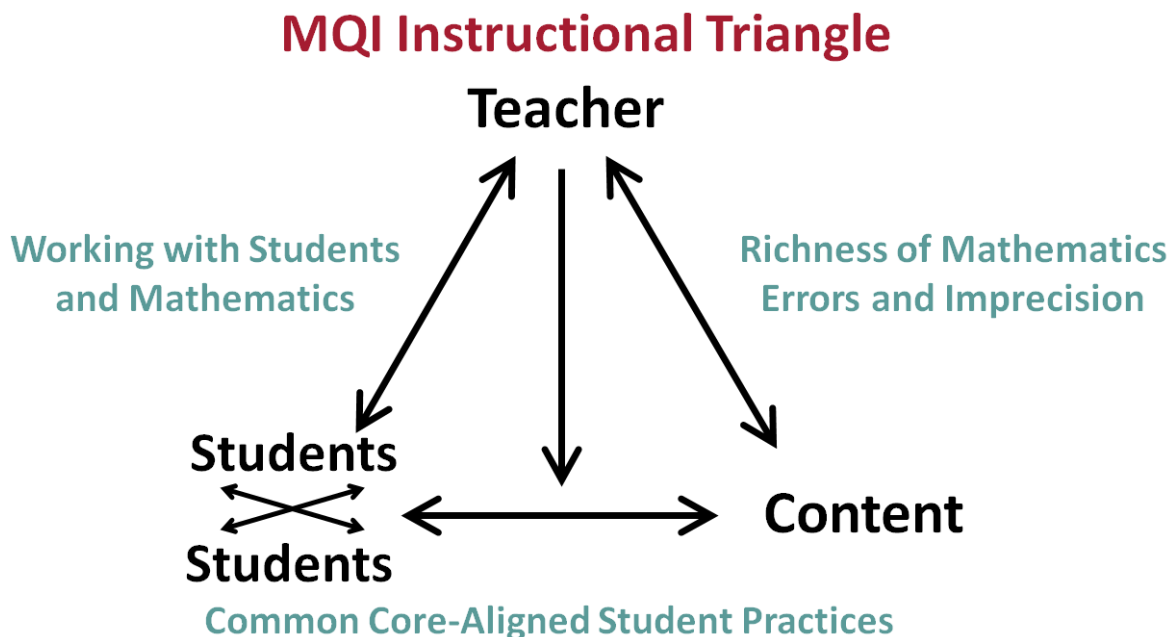 MQI Instructional Triangle
Teacher
Working with Students
and Mathematics
Richness of Mathematics
Errors and Imprecision
Students
Students
Content
Common Core-Aligned Student Practices